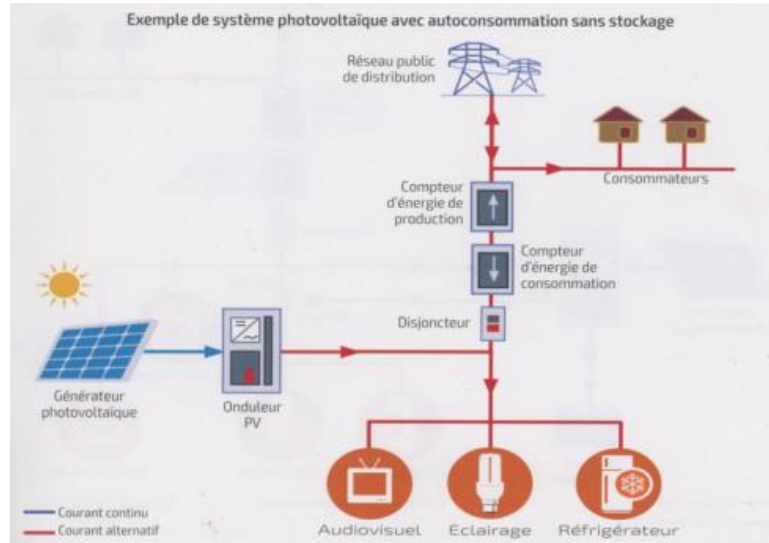 Exemple de système photovoltaïque avec autoconsommation sans stockage
Réseau public
de distribution
Consommateurs
Compteur
d'énergie de
production
Compteur
d'énergie de
consommation
Disjoncteur
Générateur
photovoltaïque
Onduleur
PV
Courant continu
Courant alternatif
Audiovisuel
Eclairage
Réfrigérateur